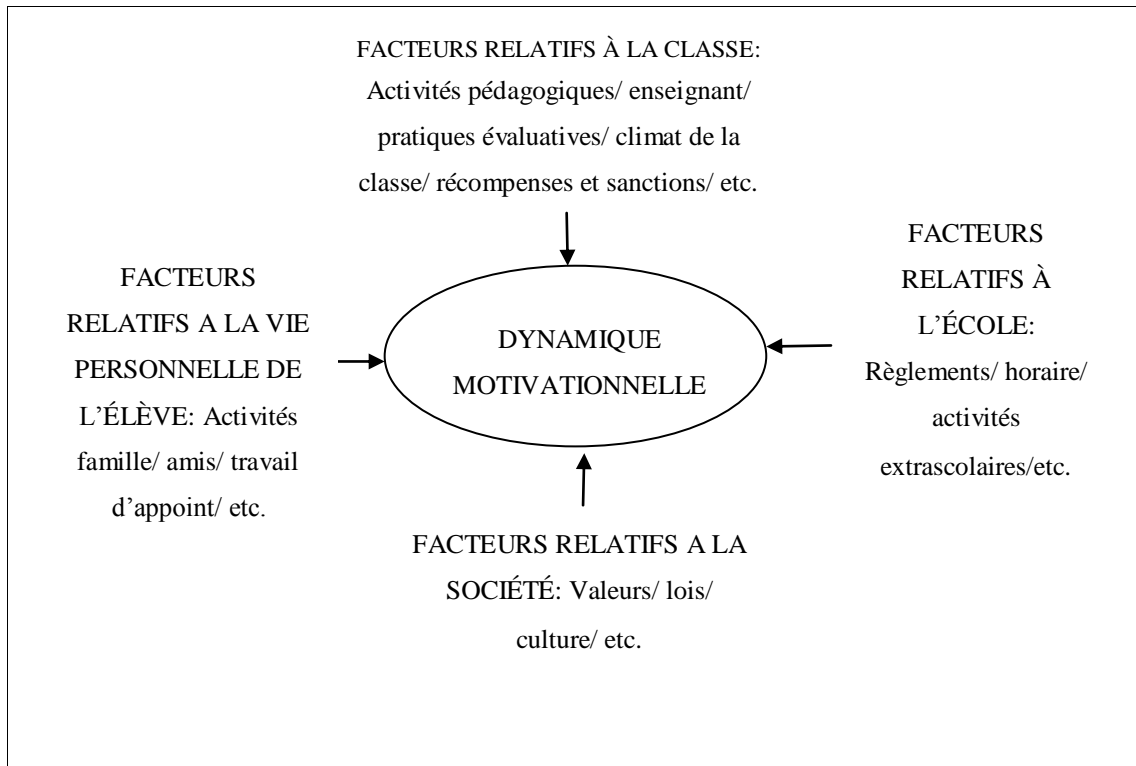 FACTEURS RELATIFS À LA CLASSE:
Activités pédagogiques/ enseignant/
pratiques évaluatives/ climat de la
classe/ récompenses et sanctions/ etc.
FACTEURS
RELATIFS A LA VIE
PERSONNELLE DE
L’ÉLÈVE: Activités
famille/ amis/ travail
d’appoint/ etc.
DYNAMIQUE
MOTIVATIONNELLE
FACTEURS
RELATIFS À
L’ÉCOLE:
Règlements/ horaire/
activités
extrascolaires/etc.
FACTEURS RELATIFS A LA
SOCIÉTÉ: Valeurs/ lois/
culture/ etc.